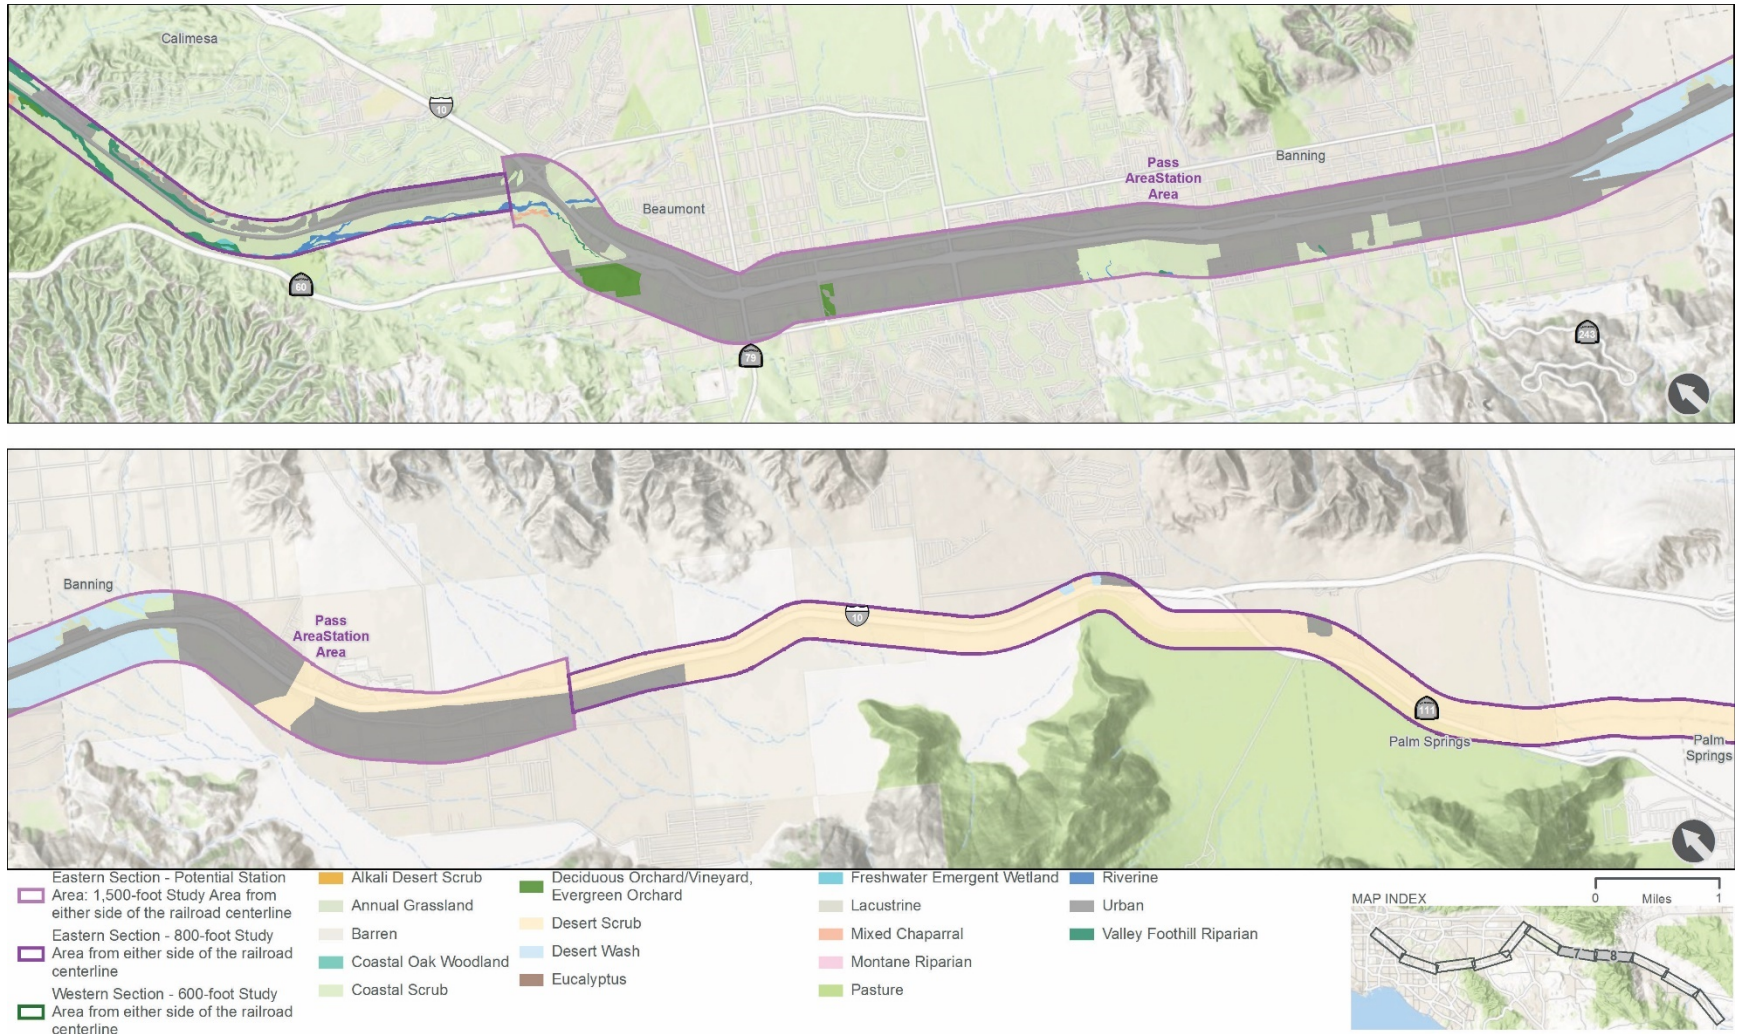 Calimesa
10
Beaumont
Pass
AreaStation
Area
Banning
60
79
243
Banning
Pass
AreaStation
Area
10
111
Palm Springs
Palm
Springs
Eastern Section - Potential Station
Area: 1,500-foot Study Area from
either side of the railroad centerline
Eastern Section - 800-foot Study
Area from either side of the railroad
centerline
Western Section - 600-foot Study
Area from either side of the railroad
centerline
Alkali Desert Scrub
Annual Grassland
Barren
Coastal Oak Woodland
Coastal Scrub
Deciduous Orchard/Vineyard,
Evergreen Orchard
Desert Scrub
Desert Wash
Eucalyptus
Freshwater Emergent Wetland
Lacustrine
Mixed Chaparral
Montane Riparian
Pasture
Riverine
Urban
Valley Foothill Riparian
0 Miles 1
MAP INDEX
7 8